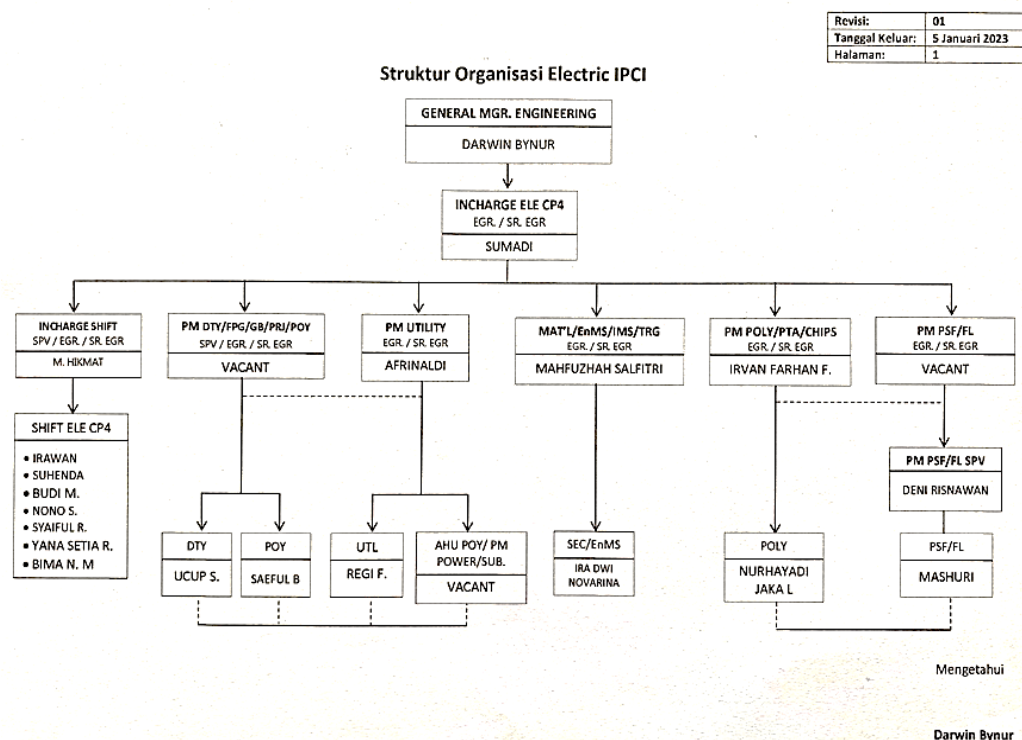 Revisi: 01
Tanggal Keluar: 5 Januari 2023
Halaman: 1
Struktur Organisasi Electric IPCI
GENERAL MGR. ENGINEERING
DARWIN BYNUR
INCHARGE ELE CP4
EGR. / SR. EGR
SUMADI
INCHARGE SHIFT
SPV / EGR. / SR. EGR
M. HIKMAT
PM DTY/FPG/GB/PRJ/POY
SPV / EGR. / SR. EGR
VACANT
PM UTILITY
EGR. / SR. EGR
AFRINALDI
MAT'L/EnMS/IMS/TRG
EGR. / SR. EGR
MAHFUZHAH SALFITRI
PM POLY/PTA/CHIPS
EGR. / SR. EGR
IRVAN FARHAN F.
PM PSF/FL
EGR. / SR. EGR
VACANT
SHIFT ELE CP4
• IRAWAN
• SUHENDA
• BUDI M.
• NONO S.
• SYAIFUL R.
• YANA SETIA R.
• BIMA N. M
PM PSF/FL SPV
DENI RISNAWAN
DTY
UCUP S.
POY
SAEFUL B
UTL
REGI F.
AHU POY/ PM
POWER/SUB.
VACANT
SEC/EnMS
IRA DWI
NOVARINA
POLY
NURHAYADI
JAKA L
PSF/FL
MASHURI
Mengetahui
Darwin Bynur